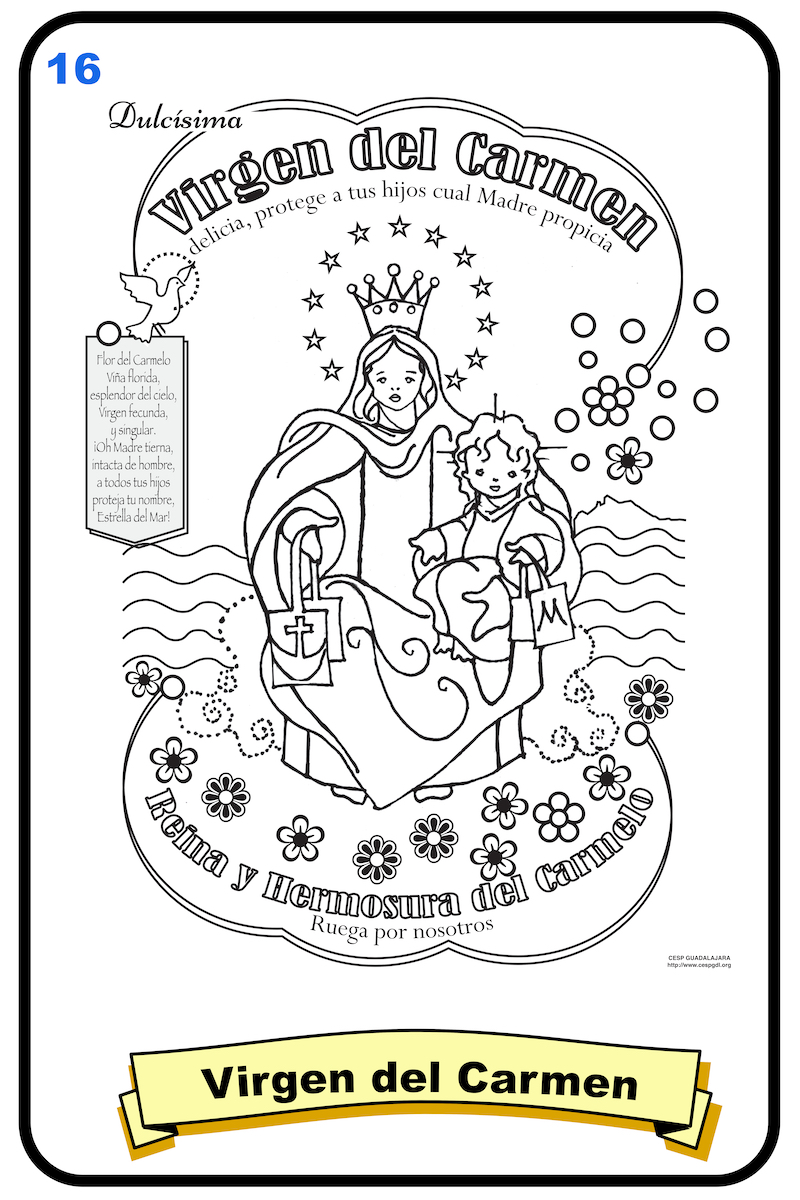 16
Dulcísima
Virgen del Carmen
delicia, protege a tus hijos cual Madre propicia
Flor del Carmelo
Viña florida,
esplendor del cielo,
Virgen fecunda,
y singular.
¡Oh Madre tierna,
intacta de hombre,
a todos tus hijos
proteja tu nombre,
Estrella del Mar!
M
Reina y Hermosura del Carmelo
Ruega por nosotros
CESP GUADALAJARA
http://www.cespgdl.org
Virgen del Carmen